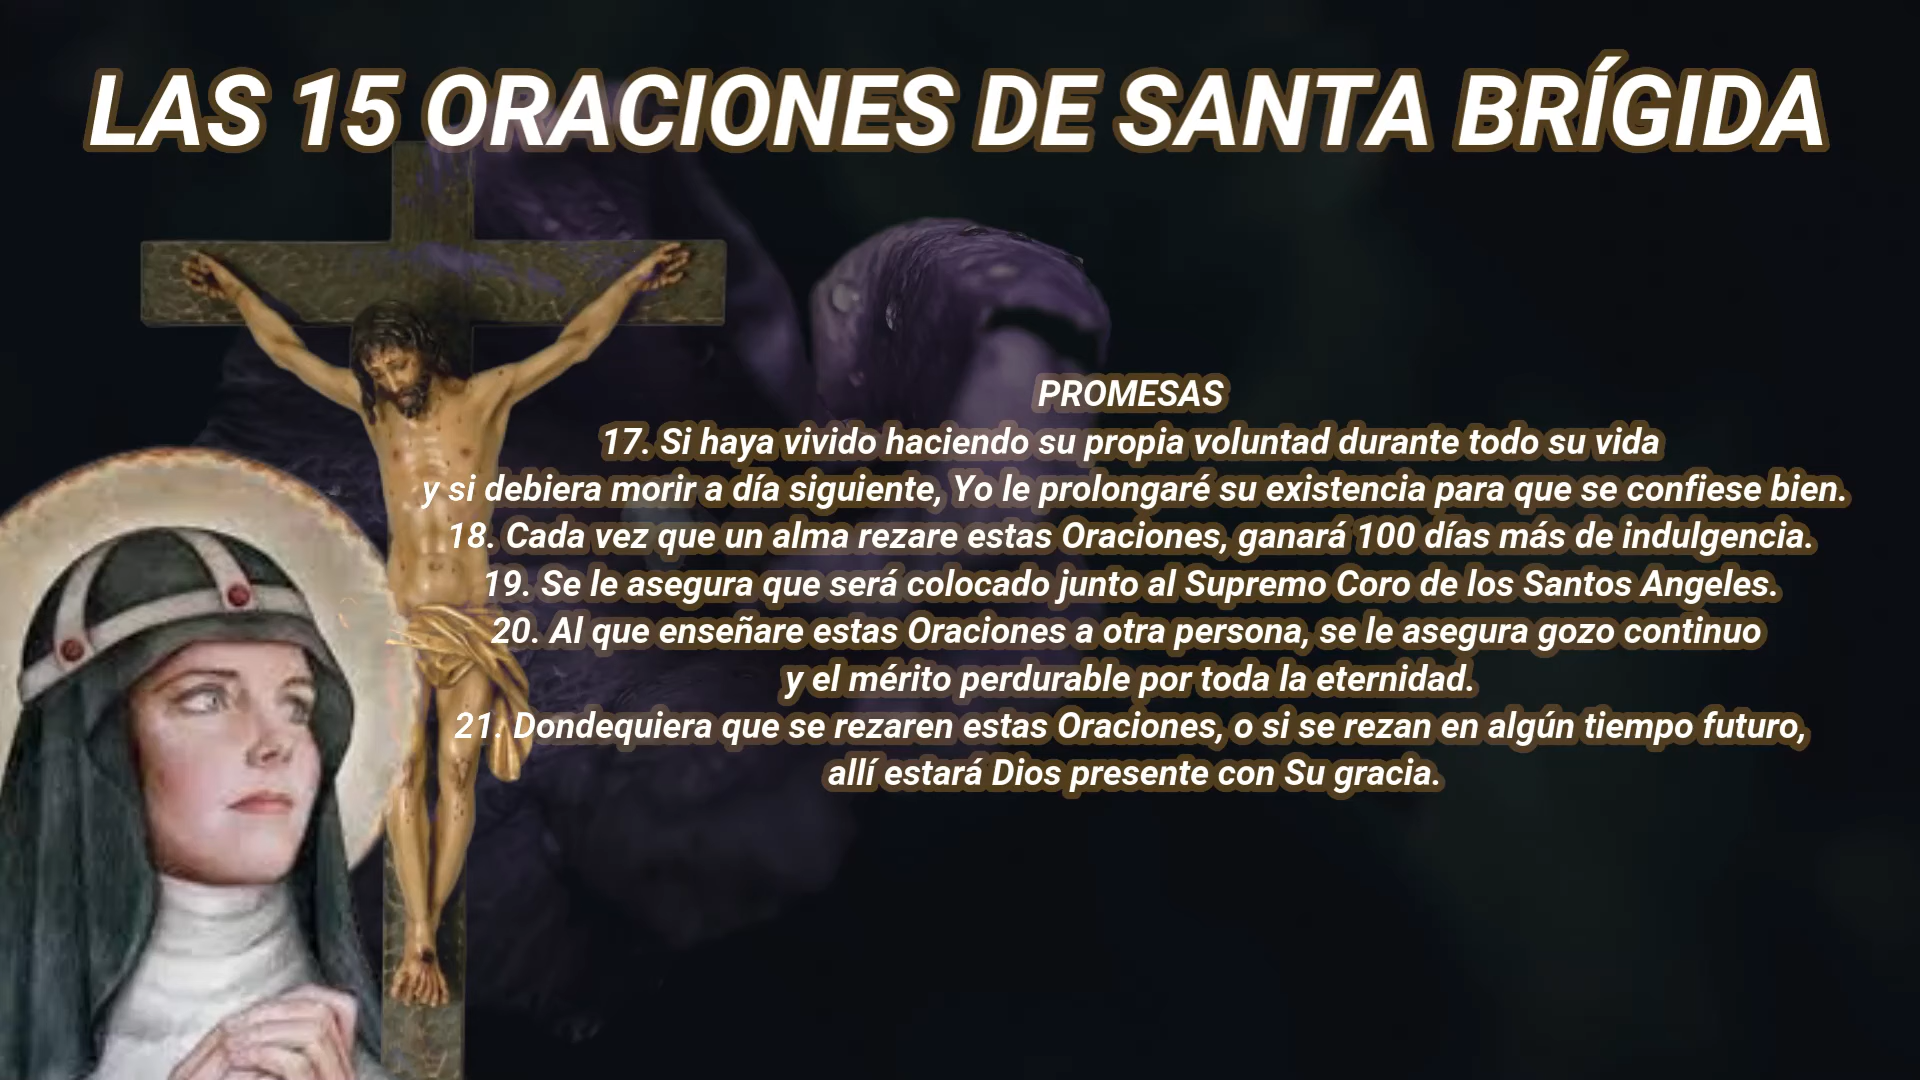 LAS 15 ORACIONES DE SANTA BRÍGIDA
PROMESAS
17. Si haya vivido haciendo su propia voluntad durante todo su vida
y si debiera morir a día siguiente, Yo le prolongaré su existencia para que se confiese bien.
18. Cada vez que un alma rezare estas Oraciones, ganará 100 días más de indulgencia.
19. Se le asegura que será colocado junto al Supremo Coro de los Santos Angeles.
20. Al que enseñare estas Oraciones a otra persona, se le asegura gozo continuo
y el mérito perdurable por toda la eternidad.
21. Dondequiera que se rezaren estas Oraciones, o si se rezan en algún tiempo futuro,
allí estará Dios presente con Su gracia.